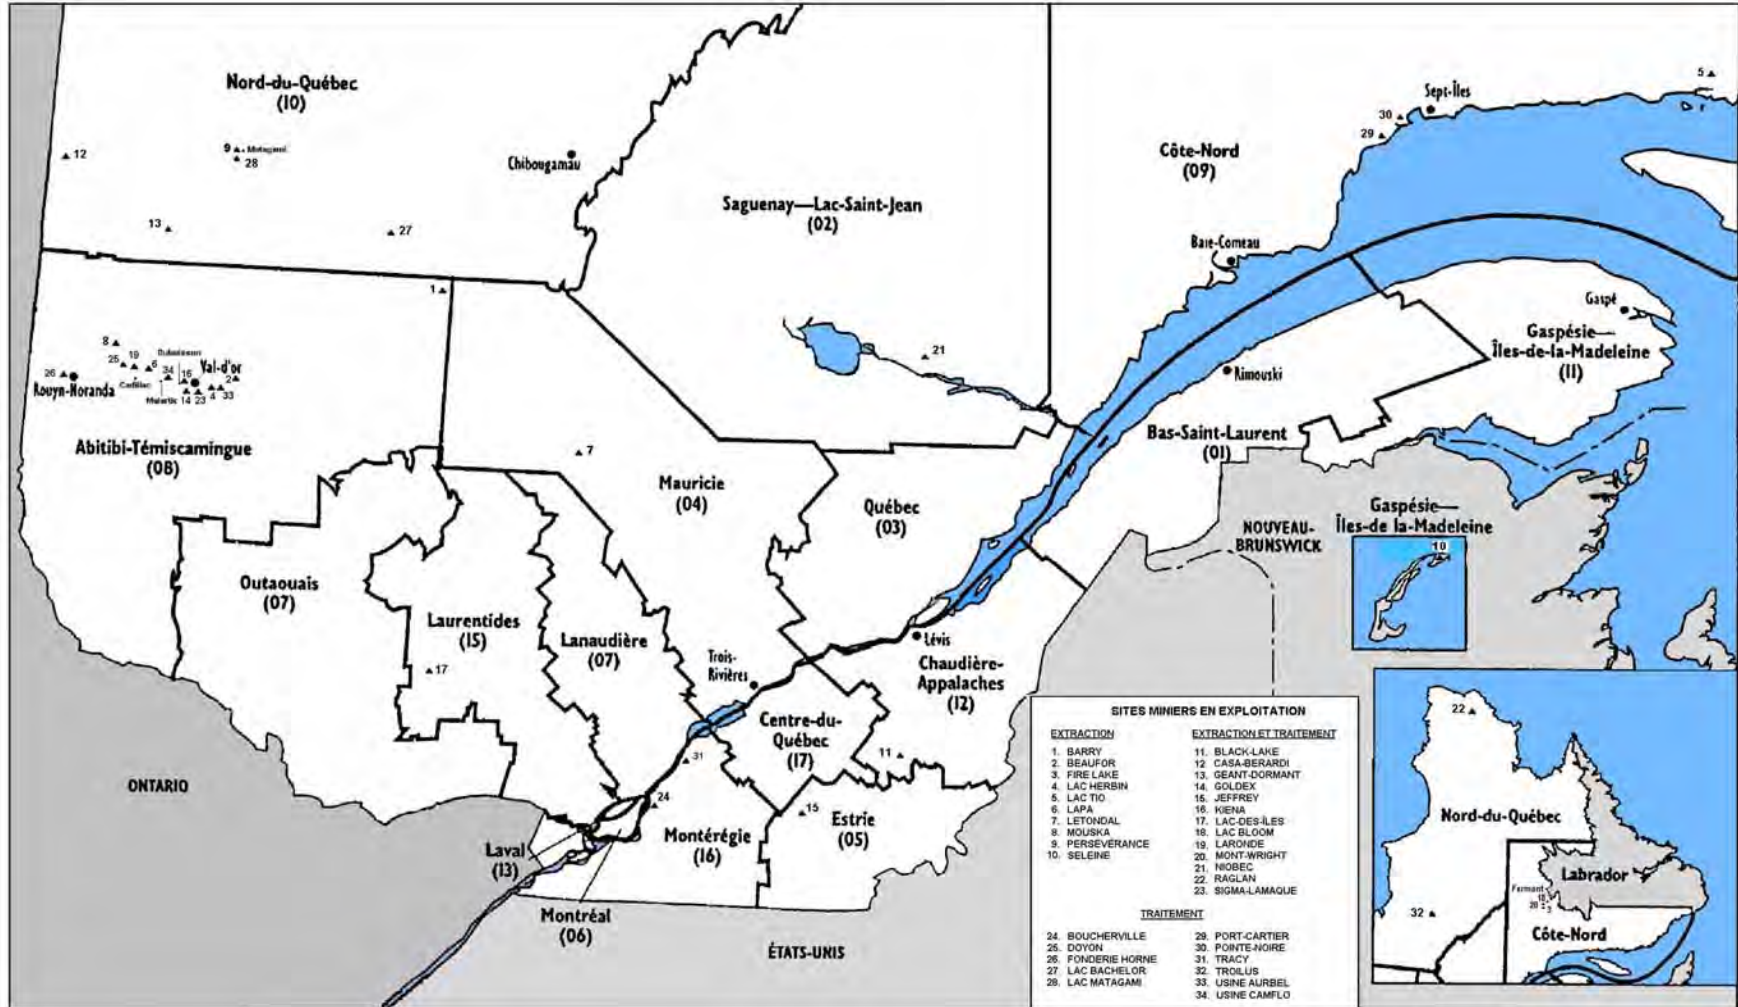 Nord-du-Québec
(10)
12
9
Matagami
28
13
27
Chibougamau
Saguenay—Lac-Saint-Jean
(02)
21
Côte-Nord
(09)
Sept-Îles
5
30
29
Baie-Comeau
Gaspé
Gaspésie—
Îles-de-la-Madeleine
(11)
Rimouski
Bas-Saint-Laurent
(01)
1
8
25
19
6
Dubuisson
34
16
Val-d'or
2
26
Rouyn-Noranda
Cadillac
Malartic
14
23
4
33
Abitibi-Témiscamingue
(08)
7
Mauricie
(04)
Québec
(03)
Outaouais
(07)
Laurentides
(15)
17
Lanaudière
(07)
Trois-
Rivières
Lévis
Chaudière-
Appalaches
(12)
Centre-du-
Québec
(17)
11
31
24
15
Estrie
(05)
Montérégie
(16)
Laval
(13)
Montréal
(06)
ONTARIO
ÉTATS-UNIS
NOUVEAU-
BRUNSWICK
Gaspésie—
Îles-de la-Madeleine
10
SITES MINIERS EN EXPLOITATION
EXTRACTION
1. BARRY
2. BEAUFOR
3. FIRE LAKE
4. LAC HERBIN
5. LAC TIO
6. LAPA
7. LETONDAL
8. MOUSKA
9. PERSEVÉRANCE
10. SELEINE
EXTRACTION ET TRAITEMENT
11. BLACK-LAKE
12 CASA-BERARDI
13. GEANT-DORMANT
14. GOLDEX
15. JEFFREY
16. KIENA
17. LAC-DES-ÎLES
18. LAC BLOOM
19. LARONDE
20. MONT-WRIGHT
21. NIOBEC
22. RAGLAN
23. SIGMA-LAMAQUE
TRAITEMENT
24. BOUCHERVILLE
25. DOYON
26. FONDERIE HORNE
27 LAC BACHELOR
28. LAC MATAGAMI
29. PORT-CARTIER
30. POINTE-NOIRE
31. TRACY
32 TROILUS
33. USINE AURBEL
34. USINE CAMFLO
22
Nord-du-Québec
Labrador
Fermont
18
20
3
32
Côte-Nord